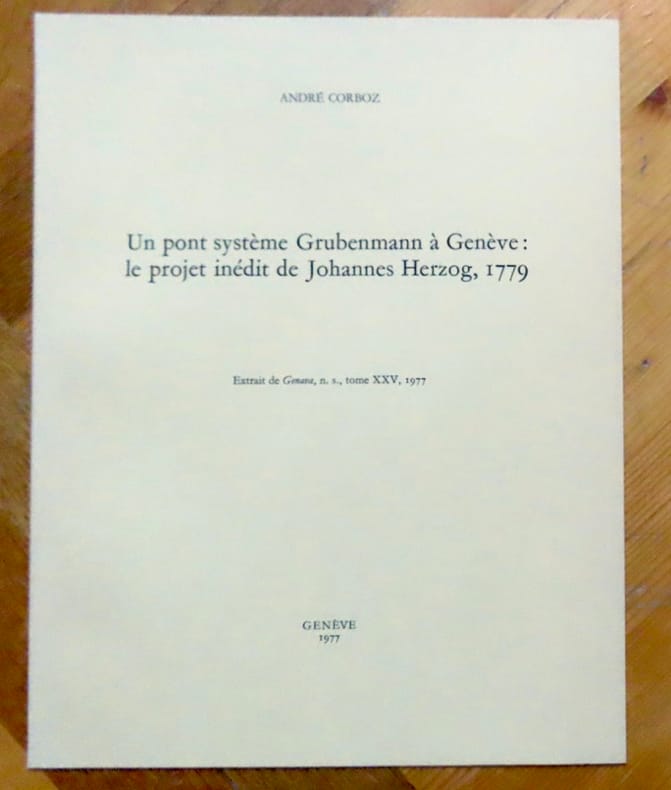 ANDRÉ CORBOZ
Un pont système Grubenmann à Genève :
le projet inédit de Johannes Herzog, 1779
Extrait de Genava, n. s., tome XXV, 1977
GENÈVE
1977